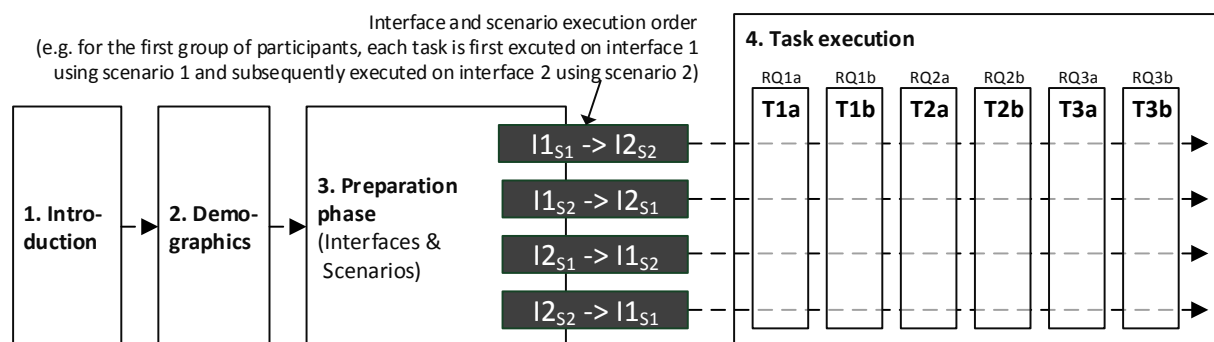 Interface and scenario execution order
(e.g. for the first group of participants, each task is first excuted on interface 1
using scenario 1 and subsequently executed on interface 2 using scenario 2)
1. Intro-
duction
2. Demo-
graphics
3. Preparation
phase
(Interfaces &
Scenarios)
I1S1 -> I2S2
I1S2 -> I2S1
I2S1 -> I1S2
I2S2 -> I1S1
4. Task execution
RQ1a RQ1b RQ2a RQ2b RQ3a RQ3b
T1a T1b T2a T2b T3a T3b